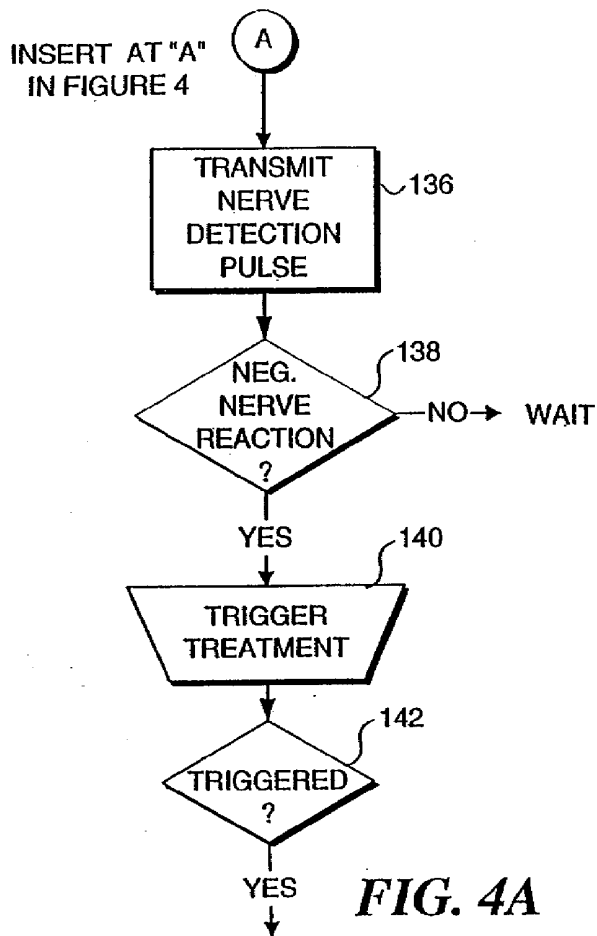 A
INSERT AT "A"
IN FIGURE 4
TRANSMIT
NERVE
DETECTION
PULSE
136
NEG.
NERVE
REACTION
?
138
NO
WAIT
YES
140
TRIGGER
TREATMENT
142
TRIGGERED
?
YES
FIG. 4A